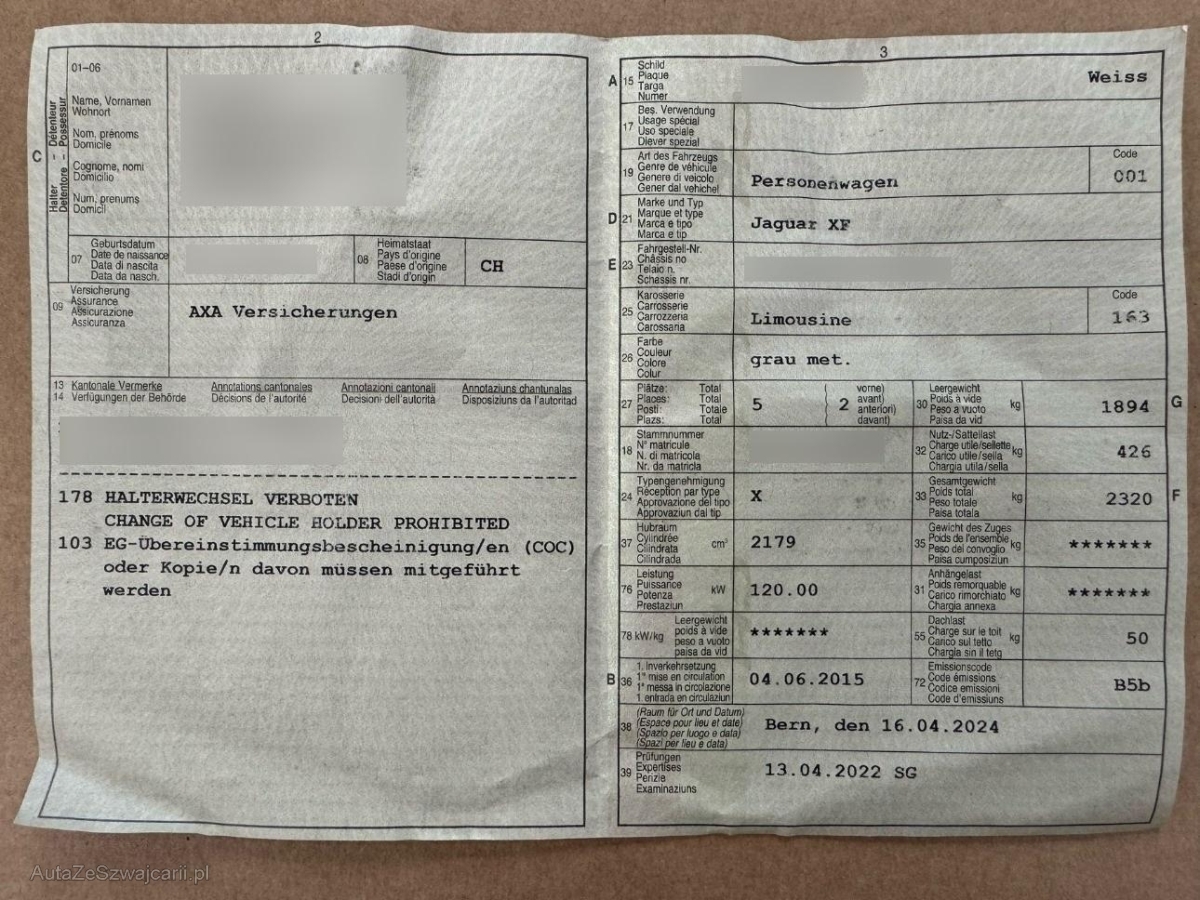 2
01-06
Name, Vornamen
Wohnort
Nom, prénoms
Domicile
Cognome, nomi
Domicilio
Num, prenums
Domicil
C
Halter - Détenteur
Detentore - Possessur
07
Geburtsdatum
Date de naissance
Data di nascita
Data da nasch.
08
Heimatstaat
Pays d'origine
Paese d'origine
Stadi d'origin
CH
09
Versicherung
Assurance
Assicurazione
Assicuranza
AXA Versicherungen
13 Kantonale Vermerke Annotations cantonales Annotazioni cantonali Annotaziuns chantunalas
14 Verfügungen der Behörde Décisions de l'autorité Decisioni dell'autorità Disposiziuns da l'autoritad
178 HALTERWECHSEL VERBOTEN
CHANGE OF VEHICLE HOLDER PROHIBITED
103 EG-Übereinstimmungsbescheinigung/en (COC)
oder Kopie/n davon müssen mitgeführt
werden
3
A 15
Schild
Plaque
Targa
Numer
Weiss
17
Bes. Verwendung
Usage spécial
Uso speciale
Diever spezial
19
Art des Fahrzeugs
Genre de véhicule
Genere di veicolo
Gener dal vehichel
Personenwagen
Code
001
D 21
Marke und Typ
Marque et type
Marca e tipo
Marca e tip
Jaguar XF
E 23
Fahrgestell-Nr.
Châssis no
Telaio n.
Schassis nr.
25
Karosserie
Carrosserie
Carrozzeria
Carossaria
Limousine
Code
163
26
Farbe
Couleur
Colore
Colur
grau met.
27
Plätze: Total
Places: Total
Posti: Totale
Plazs: Total
5
( vorne)
2 avant)
anteriori)
( davant)
30
Leergewicht
Poids à vide
Peso a vuoto
Paisa da vid
kg
1894
G
18
Stammnummer
N° matricule
N. di matricola
Nr. da matricla
32
Nutz-/Sattellast
Charge utile/sellette
Carico utile/sella
Chargia utila/sella
kg
426
24
Typengenehmigung
Réception par type
Approvazione del tipo
Approvaziun dal tip
X
33
Gesamtgewicht
Poids total
Peso totale
Paisa totala
kg
2320
F
37
Hubraum
Cylindrée
Cilindrata
Cilindrada
cm³
2179
35
Gewicht des Zuges
Poids de l'ensemble
Peso del convoglio
Paisa cumposiziun
kg
*******
76
Leistung
Puissance
Potenza
Prestaziun
kW
120.00
31
Anhängelast
Poids remorquable
Carico rimorchiato
Chargia annexa
kg
*******
78 kW/kg
Leergewicht
poids à vide
peso a vuoto
paisa da vid
*******
55
Dachlast
Charge sur le toit
Carico sul tetto
Chargia sin il tetg
kg
50
B 36
1. Inverkehrsetzung
1re mise en circulation
1a messa in circolazione
1. entrada en circulaziun
04.06.2015
72
Emissionscode
Code émissions
Codice emissioni
Code d'emissiuns
B5b
38
(Raum für Ort und Datum)
(Espace pour lieu et date)
(Spazio per luogo e data)
(Spazi per lieu e data)
Bern, den 16.04.2024
39
Prüfungen
Expertises
Perizie
Examinaziuns
13.04.2022 SG
AutaZeSzwajcarii.pl